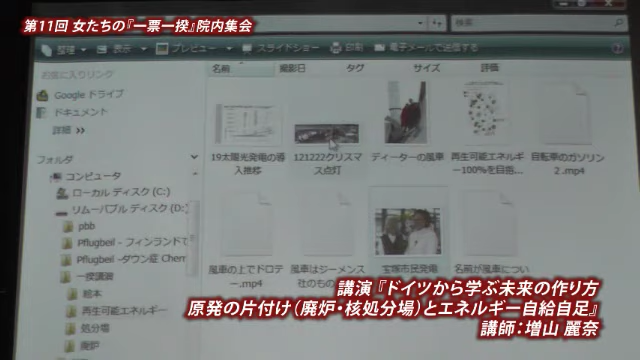 第11回 女たちの『一票一揆』院内集会
検索
整理 表示 プレビュー スライドショー 印刷 電子メールで送信する
お気に入りリンク
名前 撮影日 タグ サイズ 評価
Google ドライブ
ドキュメント
詳細 >>
フォルダ
コンピュータ
ローカル ディスク (C:)
リムーバブル ディスク (D:)
pbb
Pflugbeil - フィンランドで
Pflugbeil -ダウン症 Chern
一揆講演
絵本
再生可能エネルギー
処分場
廃炉
19太陽光発電の導入推移
121222クリスマス点灯
ディーターの風車
再生可能エネルギー100%を目指...
自転車のガソリン2.mp4
風車の上でドロテー.mp4
風車はジーメンス社のもの
宝塚市民発電
名前が風車につい
講演『ドイツから学ぶ未来の作り方
原発の片付け(廃炉・核処分場)とエネルギー自給自足』
講師:増山 麗奈